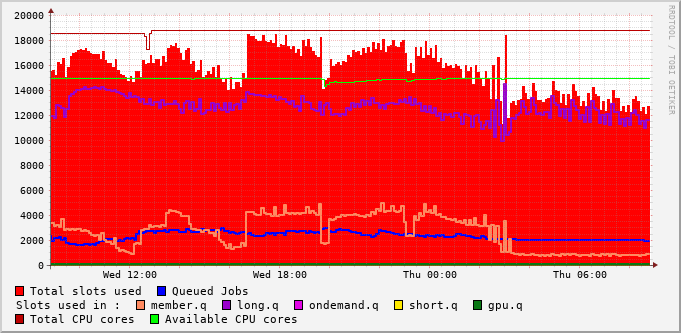 20000
18000
16000
14000
12000
10000
8000
6000
4000
2000
0
Wed 12:00 Wed 18:00 Thu 00:00 Thu 06:00
RRDTOOL / TOBI OETIKER
Total slots used Queued Jobs
Slots used in : member.q long.q ondemand.q short.q gpu.q
Total CPU cores Available CPU cores